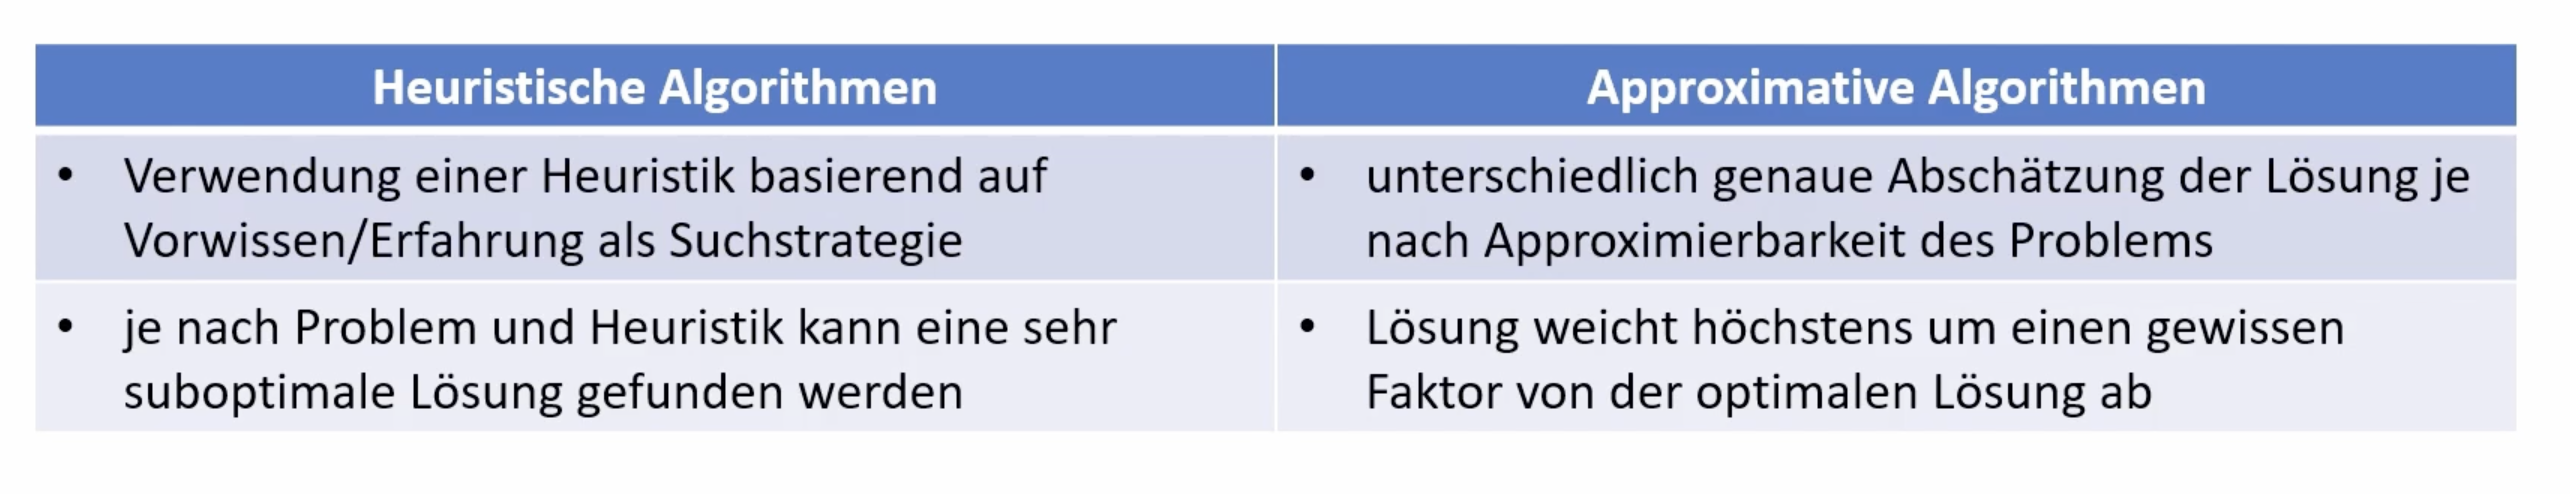 Heuristische Algorithmen
Approximative Algorithmen
• Verwendung einer Heuristik basierend auf
Vorwissen/Erfahrung als Suchstrategie
• unterschiedlich genaue Abschätzung der Lösung je
nach Approximierbarkeit des Problems
• je nach Problem und Heuristik kann eine sehr
suboptimale Lösung gefunden werden
• Lösung weicht höchstens um einen gewissen
Faktor von der optimalen Lösung ab